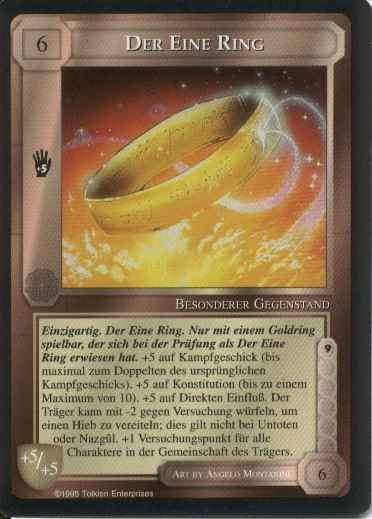 6
DER EINE RING
+5
BESONDERER GEGENSTAND
Einzigartig. Der Eine Ring. Nur mit einem Goldring
spielbar, der sich bei der Prüfung als Der Eine
Ring erwiesen hat. +5 auf Kampfgeschick (bis
maximal zum Doppelten des ursprünglichen
Kampfgeschicks). +5 auf Konstitution (bis zu einem
Maximum von 10). +5 auf Direkten Einfluß. Der
Träger kann mit -2 gegen Versuchung würfeln, um
einen Hieb zu vereiteln; dies gilt nicht bei Untoten
oder Nazgûl. +1 Versuchungspunkt für alle
Charaktere in der Gemeinschaft des Trägers.
9
+5/
+5
ART BY ANGELO MONTANINI
6
©1995 Tolkien Enterprises